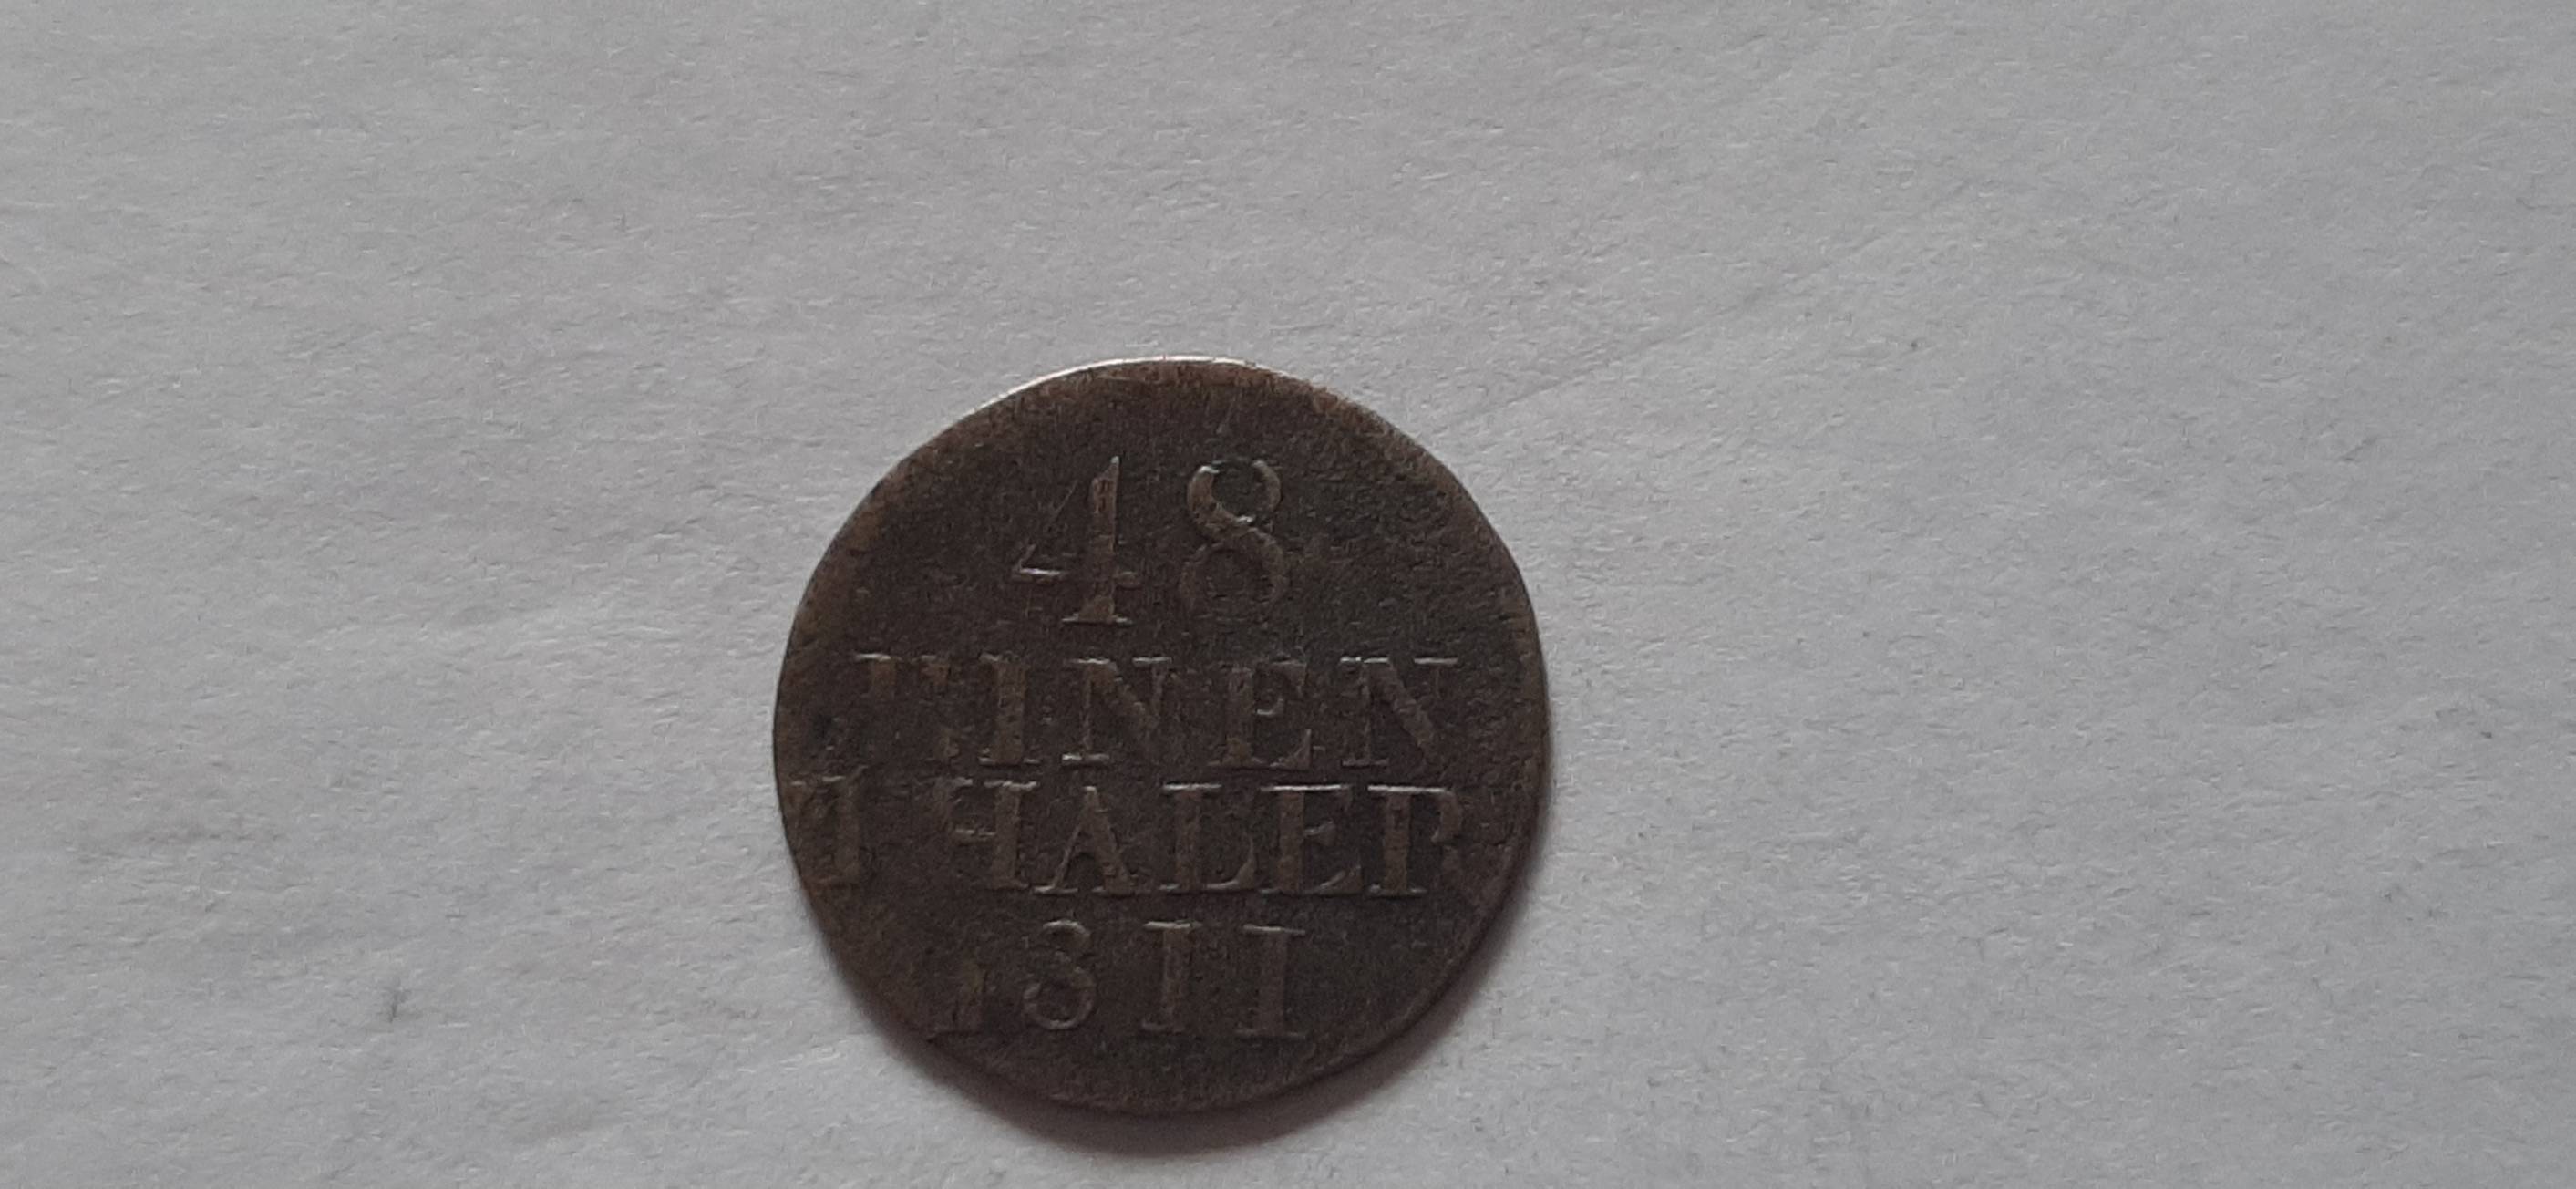 48
EINEN
THALER
1811